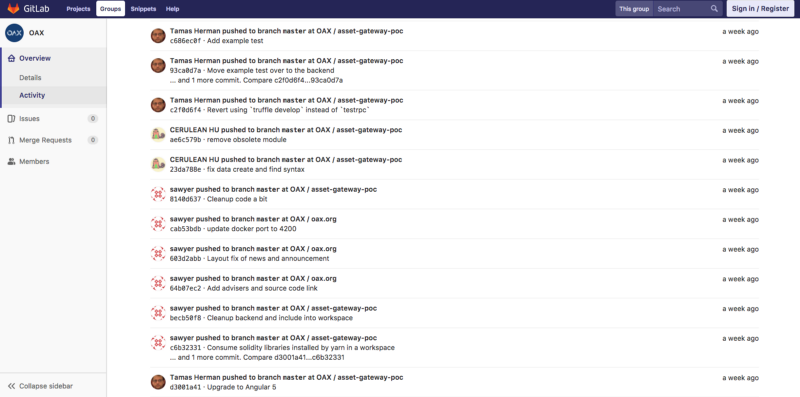 GitLab Projects Groups Snippets Help This group Search Sign in / Register
OAX OAX
Overview
Details
Activity
Issues 0
Merge Requests 0
Members
Collapse sidebar
Tamas Herman pushed to branch master at OAX / asset-gateway-poc a week ago
c686ec0f · Add example test
Tamas Herman pushed to branch master at OAX / asset-gateway-poc a week ago
93ca0d7a · Move example test over to the backend
... and 1 more commit. Compare c2f0d6f4...93ca0d7a
Tamas Herman pushed to branch master at OAX / asset-gateway-poc a week ago
c2f0d6f4 · Revert using `truffle develop` instead of `testrpc`
CERULEAN HU pushed to branch master at OAX / asset-gateway-poc a week ago
ae6c579b · remove obsolete module
CERULEAN HU pushed to branch master at OAX / asset-gateway-poc a week ago
23da788e · fix data create and find syntax
sawyer pushed to branch master at OAX / asset-gateway-poc a week ago
8140d637 · Cleanup code a bit
sawyer pushed to branch master at OAX / oax.org a week ago
cab53bdb · update docker port to 4200
sawyer pushed to branch master at OAX / oax.org a week ago
603d2abb · Layout fix of news and announcement
sawyer pushed to branch master at OAX / oax.org a week ago
64b07ec2 · Add advisers and source code link
sawyer pushed to branch master at OAX / asset-gateway-poc a week ago
becb50f8 · Cleanup backend and include into workspace
sawyer pushed to branch master at OAX / asset-gateway-poc a week ago
c6b32331 · Consume solidity libraries installed by yarn in a workspace
... and 1 more commit. Compare d3001a41...c6b32331
Tamas Herman pushed to branch master at OAX / asset-gateway-poc a week ago
d3001a41 · Upgrade to Angular 5